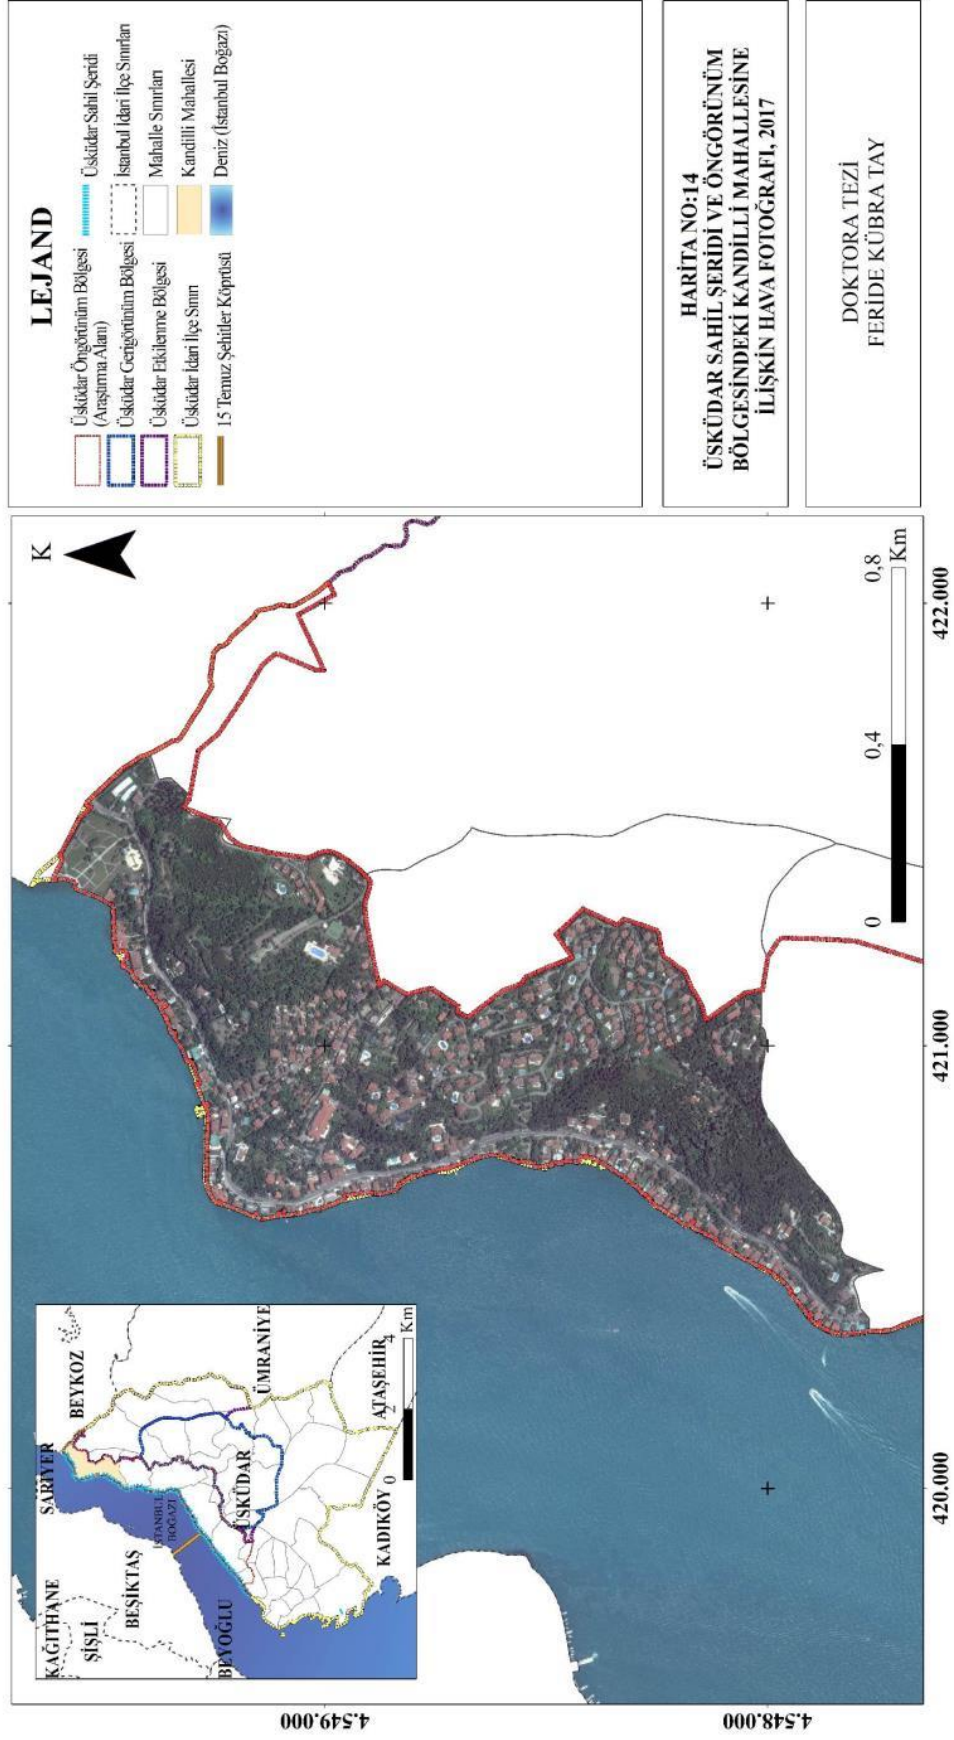 KAĞITHANE
SARIYER
BEYKOZ
ŞİŞLİ
BEŞİKTAŞ
İSTANBUL
BOĞAZI
BEYOĞLU
ÜSKÜDAR
ÜMRANİYE
KADIKÖY
ATAŞEHİR
0 2 4
Km
K
4.549.000
4.548.000
420.000
421.000
422.000
0 0,4 0,8
Km
LEJAND
Üsküdar Öngörünüm Bölgesi
(Araştırma Alanı)
Üsküdar Gerigörünüm Bölgesi
Üsküdar Etkilenme Bölgesi
Üsküdar İdari İlçe Sınırı
15 Temuz Şehitler Köprüsü
Üsküdar Sahil Şeridi
İstanbul İdari İlçe Sınırları
Mahalle Sınırları
Kandilli Mahallesi
Deniz (İstanbul Boğazı)
HARİTA NO:14
ÜSKÜDAR SAHİL ŞERİDİ VE ÖNGÖRÜNÜM
BÖLGESİNDEKİ KANDİLLİ MAHALLESİNE
İLİŞKİN HAVA FOTOĞRAFI, 2017
DOKTORA TEZİ
FERİDE KÜBRA TAY